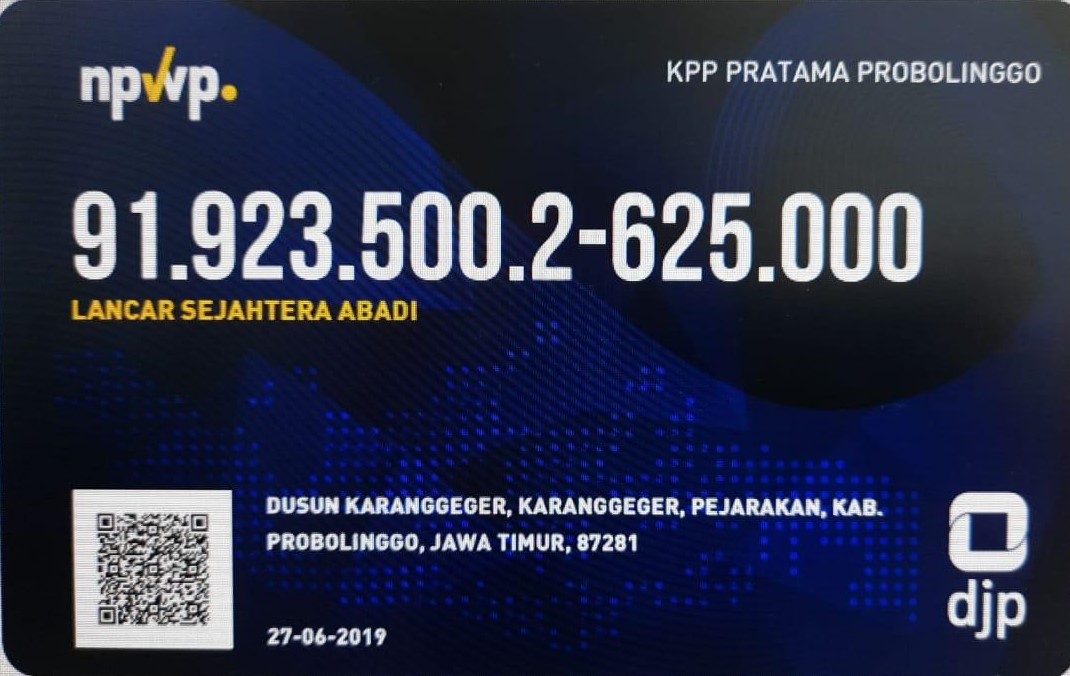 npwp.
KPP PRATAMA PROBOLINGGO
91.923.500.2-625.000
LANCAR SEJAHTERA ABADI
DUSUN KARANGGEGER, KARANGGEGER, PEJARAKAN, KAB.
PROBOLINGGO, JAWA TIMUR, 87281
27-06-2019
djp